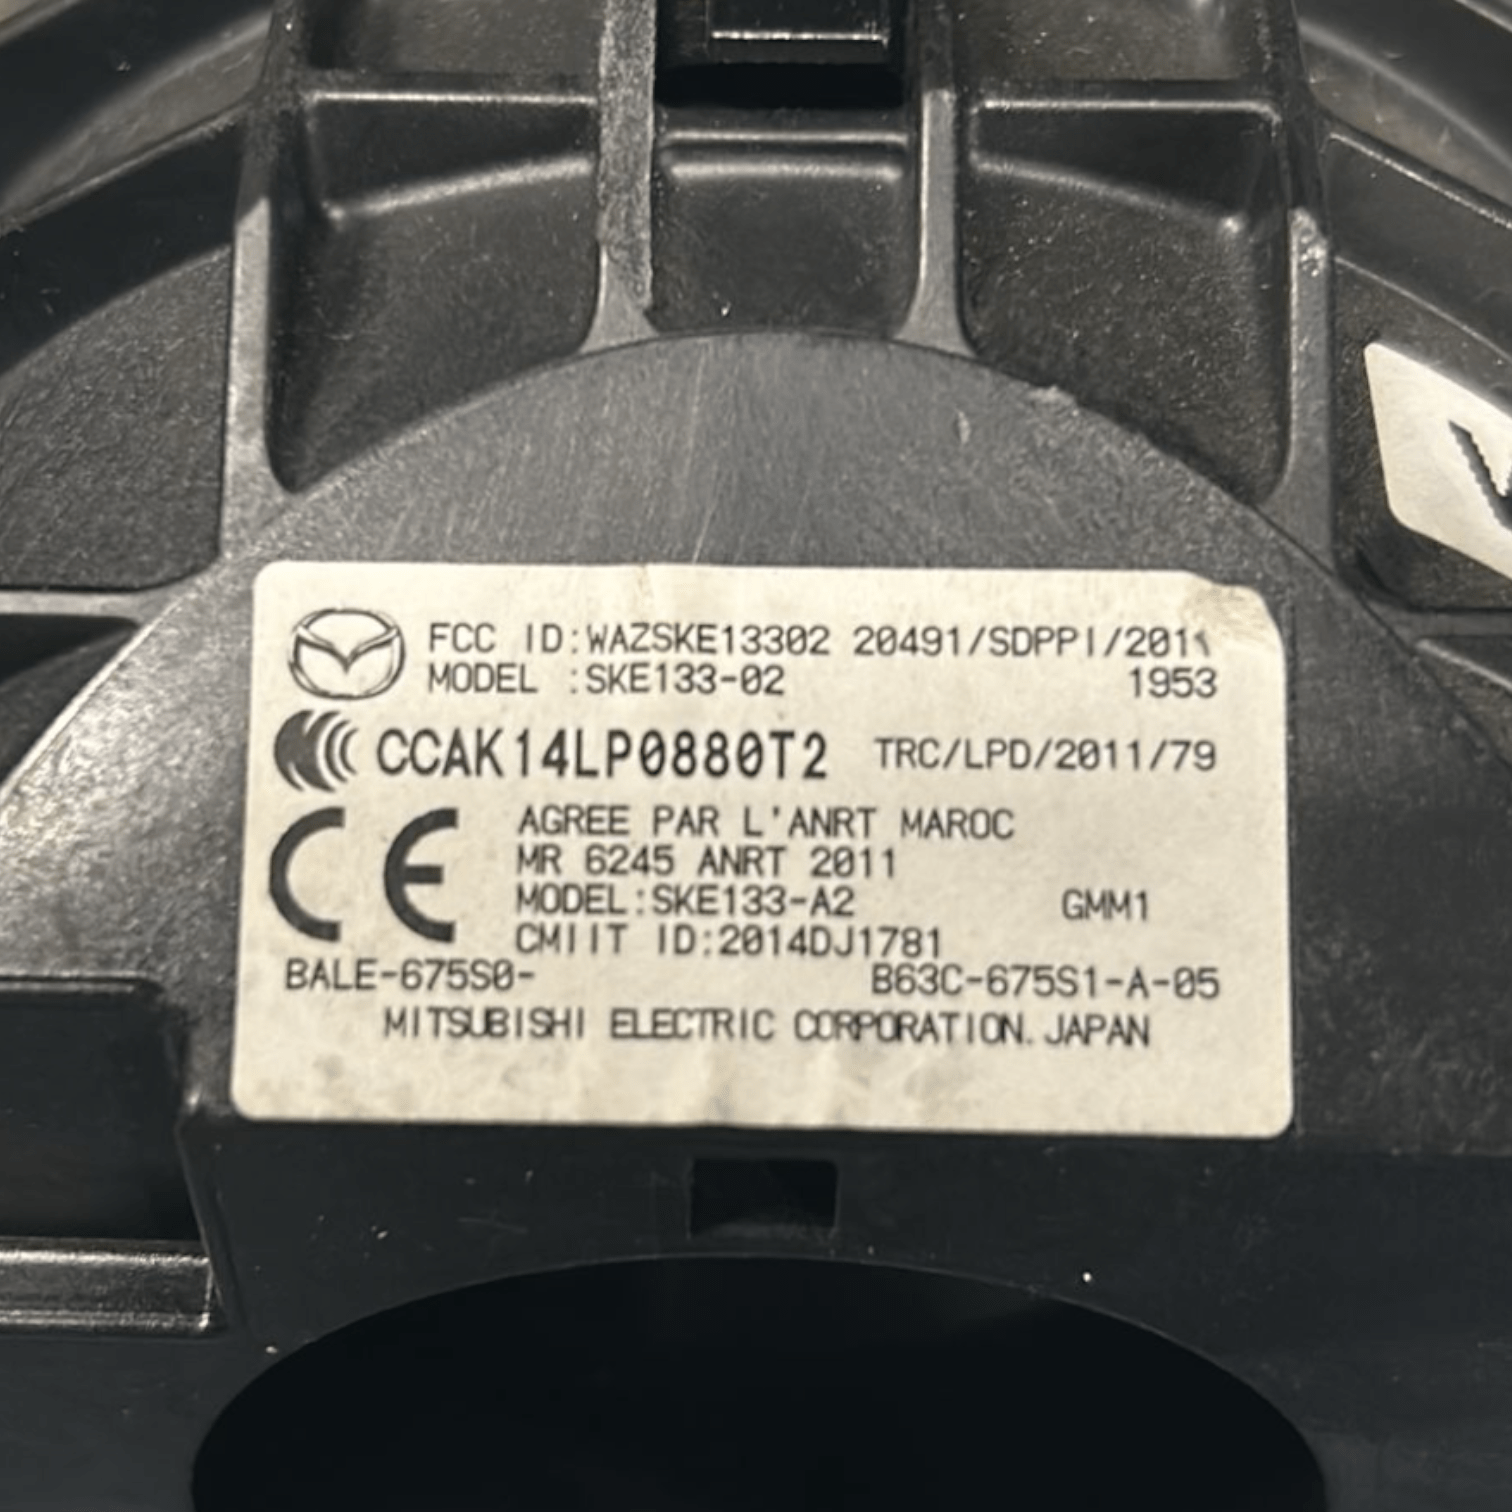 FCC ID:WAZSKE13302 20491/SDPPI/2011
MODEL :SKE133-02 1953
CCAK14LP0880T2 TRC/LPD/2011/79
CE AGREE PAR L'ANRT MAROC
MR 6245 ANRT 2011
MODEL:SKE133-A2 GMM1
CMIIT ID:2014DJ1781
BALE-675S0- B63C-675S1-A-05
MITSUBISHI ELECTRIC CORPORATION. JAPAN